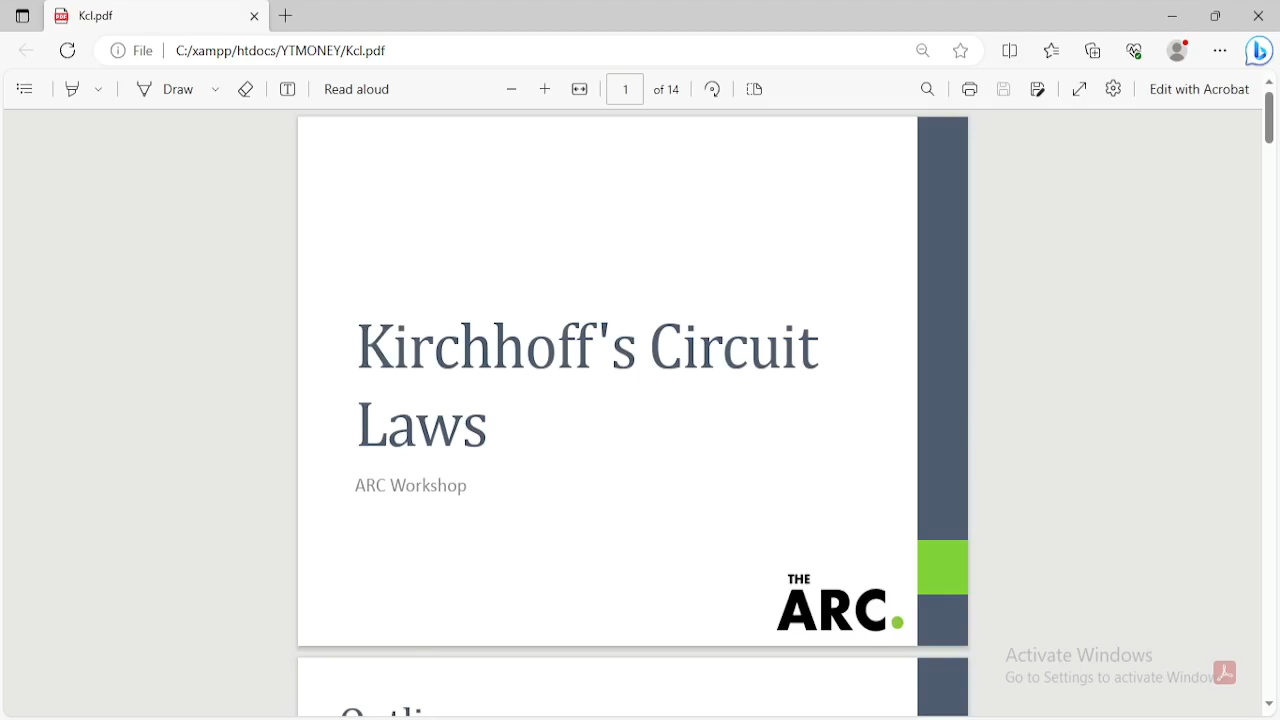 Kcl.pdf
File
C:/xampp/htdocs/YTMONEY/Kcl.pdf
Draw
Read aloud
1
of 14
Edit with Acrobat
Kirchhoff's Circuit
Laws
ARC Workshop
THE
ARC.
Activate Windows
Go to Settings to activate